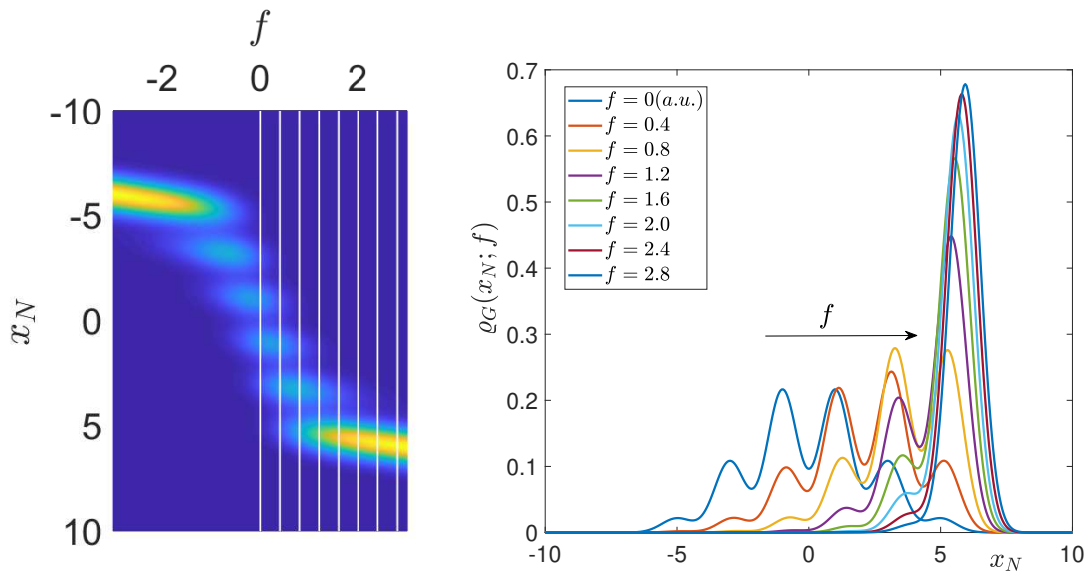 f
-2 0 2
-10
-5
0
5
10
x_N
0.7
0.6
0.5
0.4
0.3
0.2
0.1
0
ϱ_G(x_N; f)
f = 0(a.u.)
f = 0.4
f = 0.8
f = 1.2
f = 1.6
f = 2.0
f = 2.4
f = 2.8
f
-10 -5 0 5 10
x_N